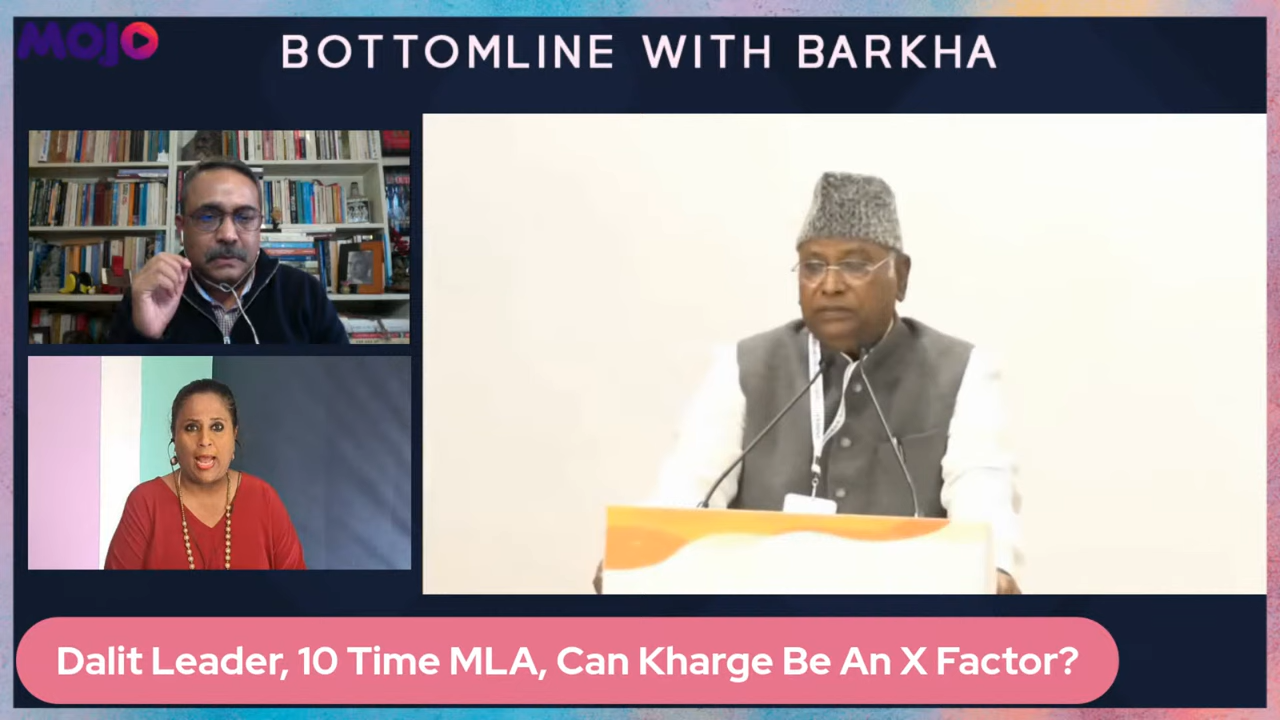 MOJO
BOTTOMLINE WITH BARKHA
Dalit Leader, 10 Time MLA, Can Kharge Be An X Factor?